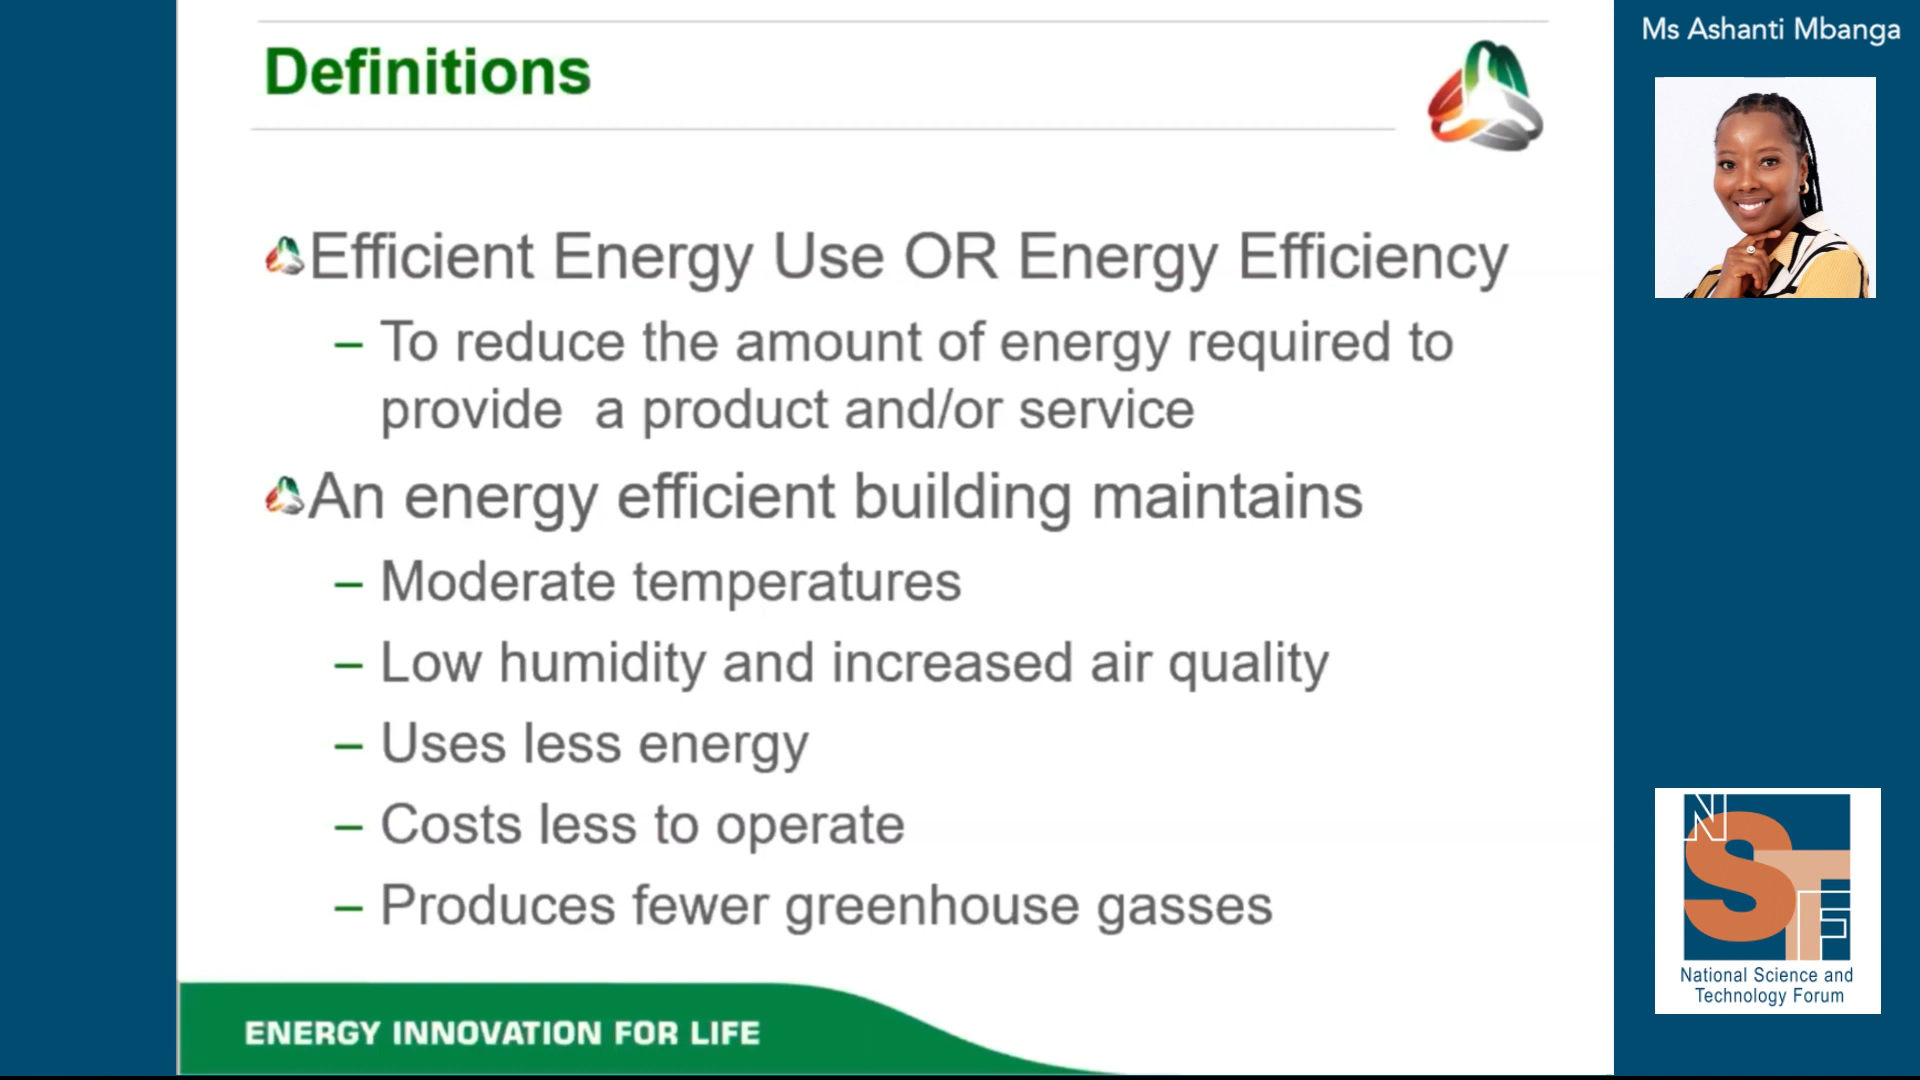 Definitions
Efficient Energy Use OR Energy Efficiency
– To reduce the amount of energy required to
provide a product and/or service
An energy efficient building maintains
– Moderate temperatures
– Low humidity and increased air quality
– Uses less energy
– Costs less to operate
– Produces fewer greenhouse gasses
ENERGY INNOVATION FOR LIFE
Ms Ashanti Mbanga
NSTF
National Science and
Technology Forum